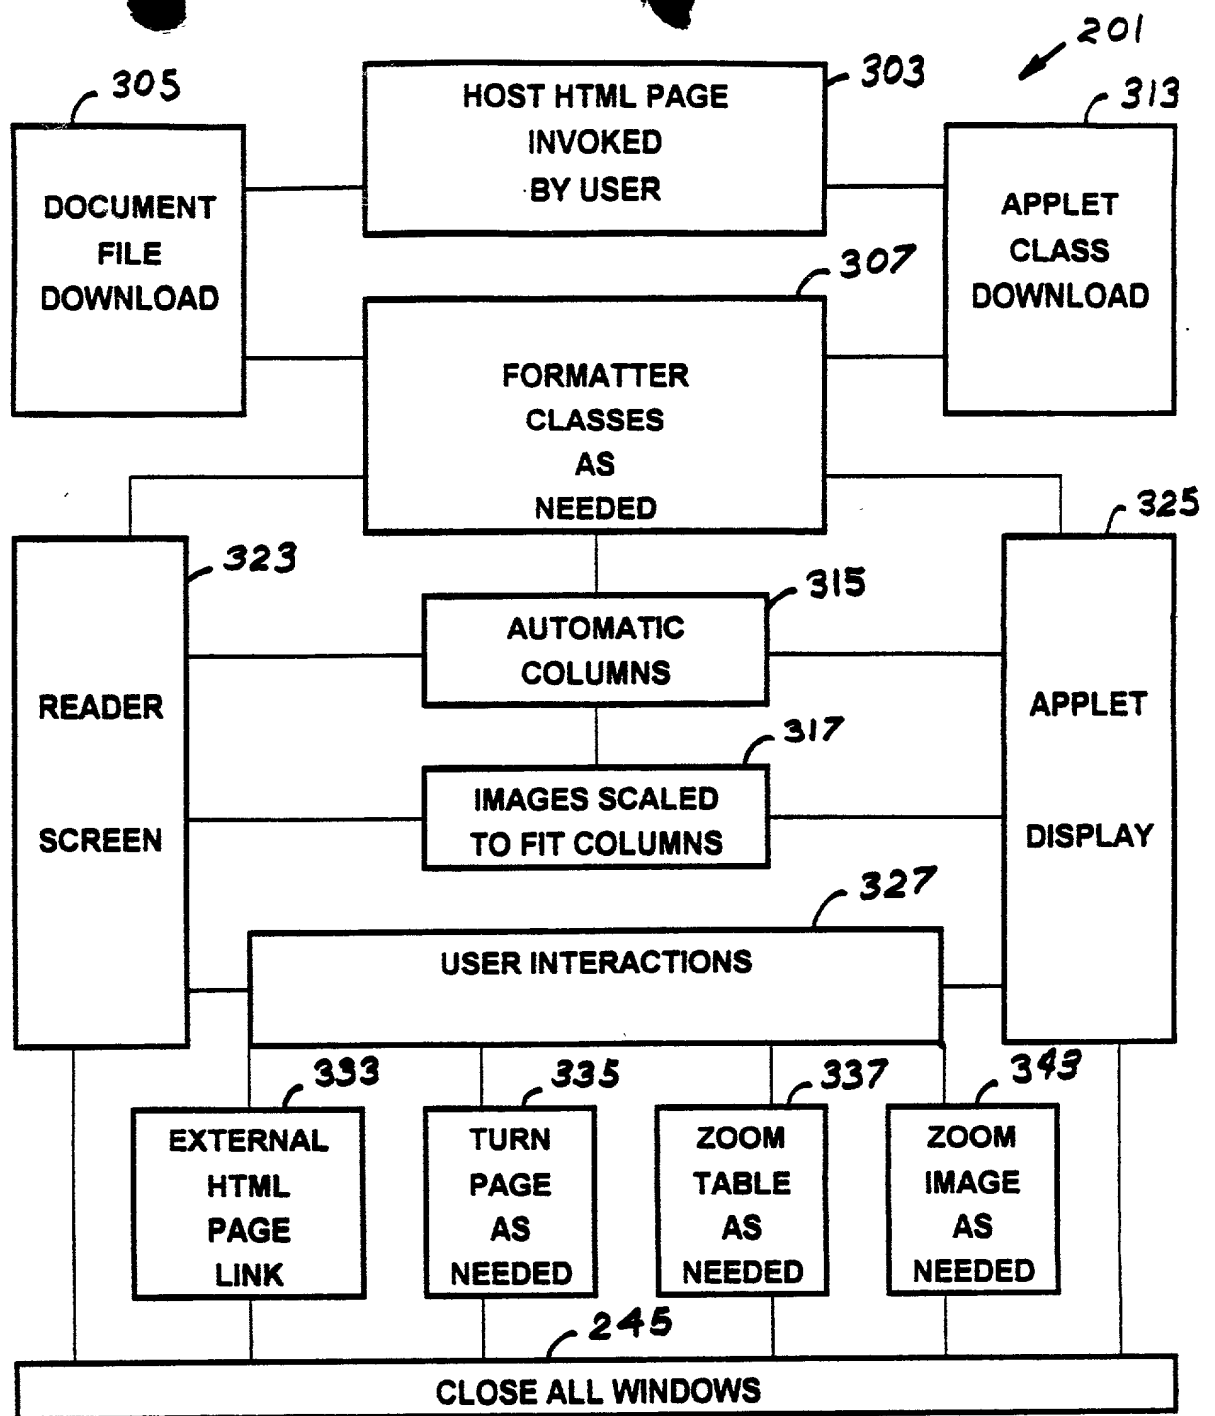 201
305
303
313
HOST HTML PAGE
INVOKED
BY USER
DOCUMENT
FILE
DOWNLOAD
APPLET
CLASS
DOWNLOAD
307
FORMATTER
CLASSES
AS
NEEDED
323
325
315
AUTOMATIC
COLUMNS
READER
SCREEN
APPLET
DISPLAY
317
IMAGES SCALED
TO FIT COLUMNS
327
USER INTERACTIONS
333
335
337
343
EXTERNAL
HTML
PAGE
LINK
TURN
PAGE
AS
NEEDED
ZOOM
TABLE
AS
NEEDED
ZOOM
IMAGE
AS
NEEDED
245
CLOSE ALL WINDOWS